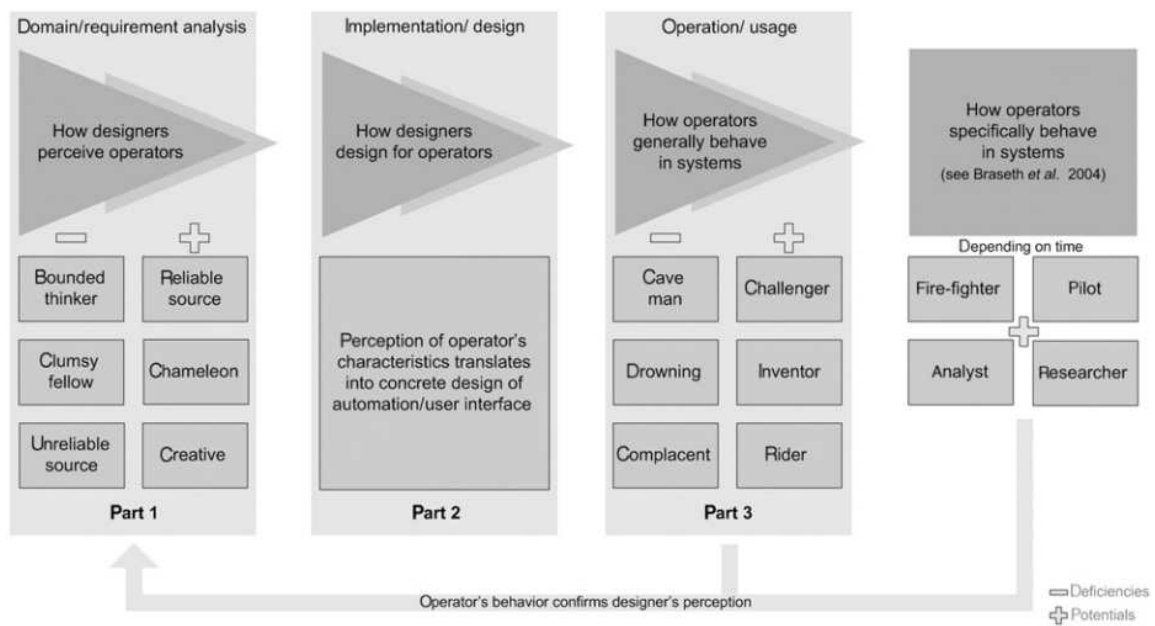 Domain/requirement analysis
How designers
perceive operators
Bounded
thinker
Reliable
source
Clumsy
fellow
Chameleon
Unreliable
source
Creative
Part 1
Implementation/ design
How designers
design for operators
Perception of operator's
characteristics translates
into concrete design of
automation/user interface
Part 2
Operation/ usage
How operators
generally behave
in systems
Cave
man
Challenger
Drowning
Inventor
Complacent
Rider
Part 3
How operators
specifically behave
in systems
(see Braseth et al. 2004)
Depending on time
Fire-fighter
Pilot
Analyst
Researcher
Operator's behavior confirms designer's perception
Deficiencies
Potentials